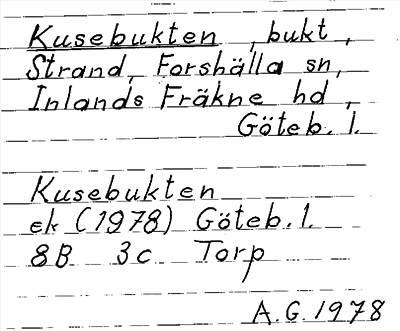 Kusebukten, bukt,
Strand, Forshälla sn,
Inlands Fräkne hd,
Göteb. l.
Kusebukten
ek (1978) Göteb. l.
8B 3c Torp
A.G. 1978